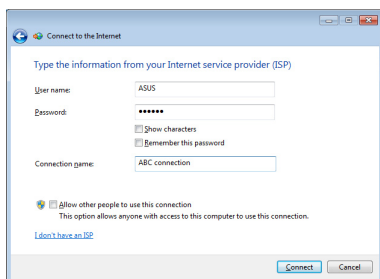 Connect to the Internet
Type the information from your Internet service provider (ISP)
User name: ASUS
Password: ••••••
Show characters
Remember this password
Connection name: ABC connection
Allow other people to use this connection
This option allows anyone with access to this computer to use this connection.
I don't have an ISP
Connect Cancel